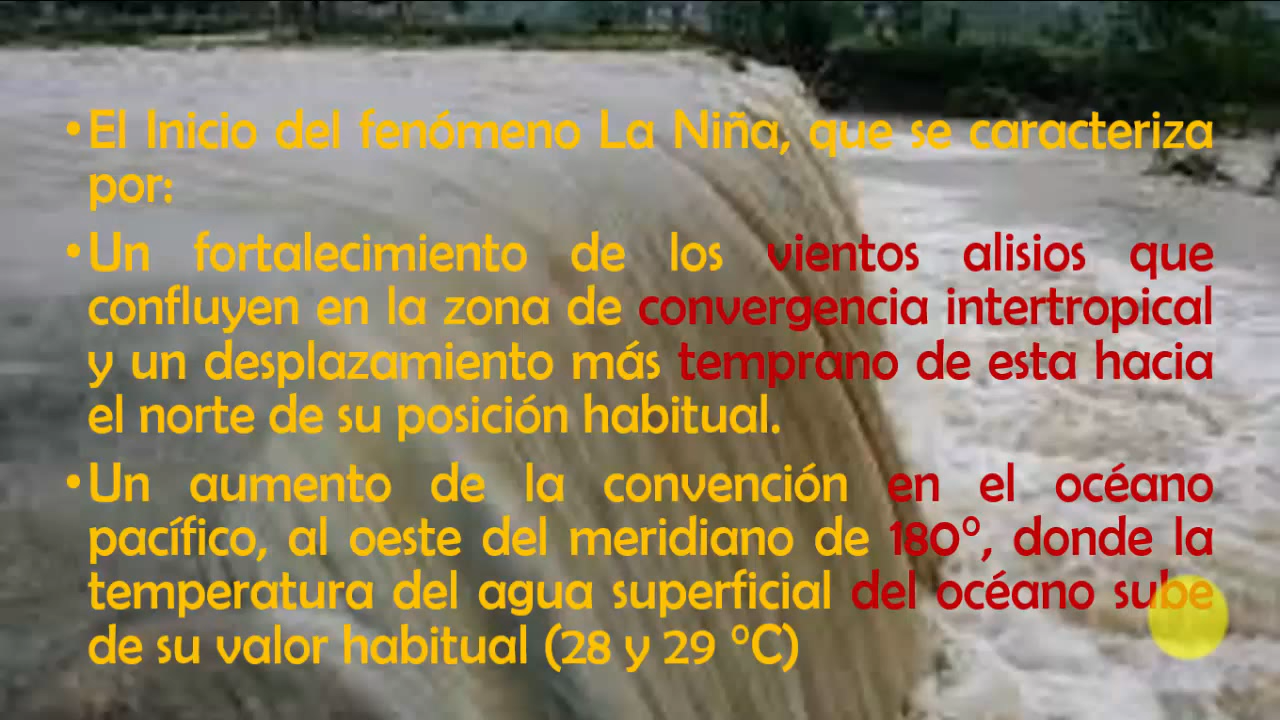 • El Inicio del fenómeno La Niña, que se caracteriza
por:
• Un fortalecimiento de los vientos alisios que
confluyen en la zona de convergencia intertropical
y un desplazamiento más temprano de esta hacia
el norte de su posición habitual.
• Un aumento de la convención en el océano
pacífico, al oeste del meridiano de 180º, donde la
temperatura del agua superficial del océano sube
de su valor habitual (28 y 29 ºC)